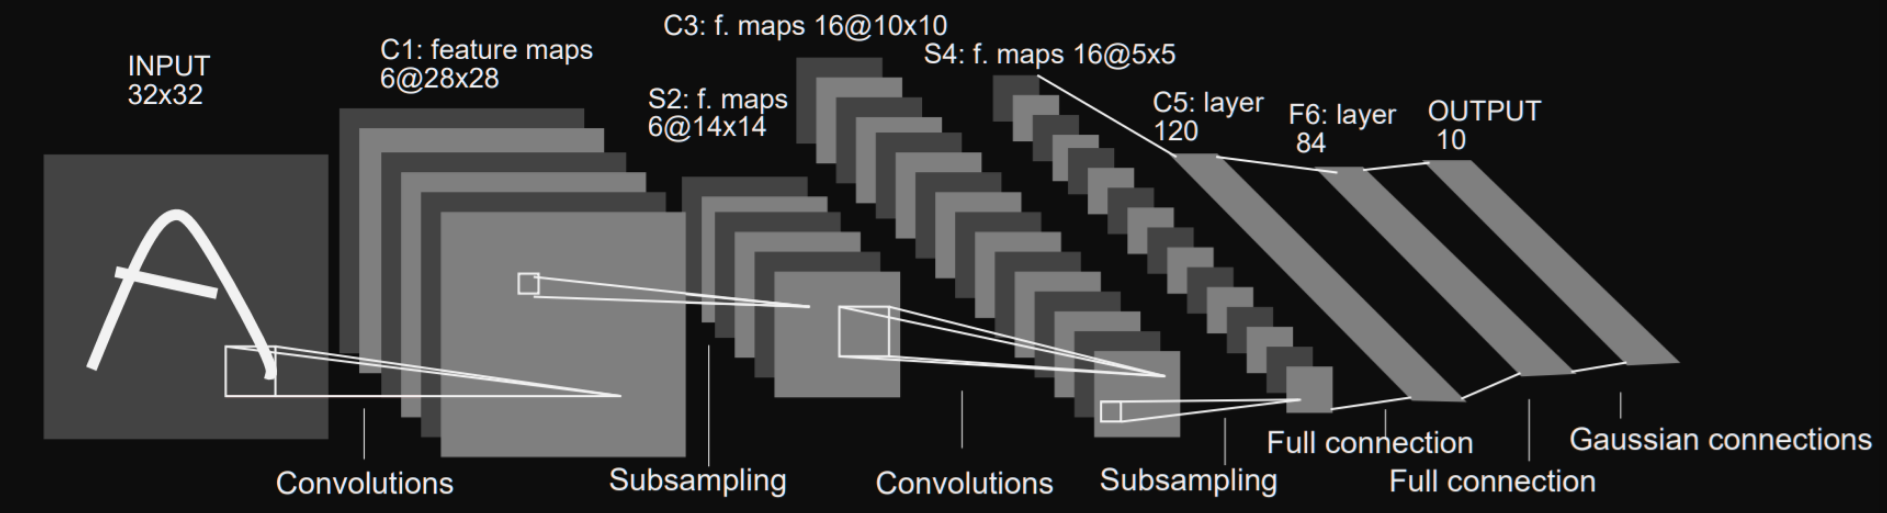 INPUT
32x32
C1: feature maps
6@28x28
S2: f. maps
6@14x14
C3: f. maps 16@10x10
S4: f. maps 16@5x5
C5: layer
120
F6: layer
84
OUTPUT
10
Convolutions
Subsampling
Convolutions
Subsampling
Full connection
Full connection
Gaussian connections